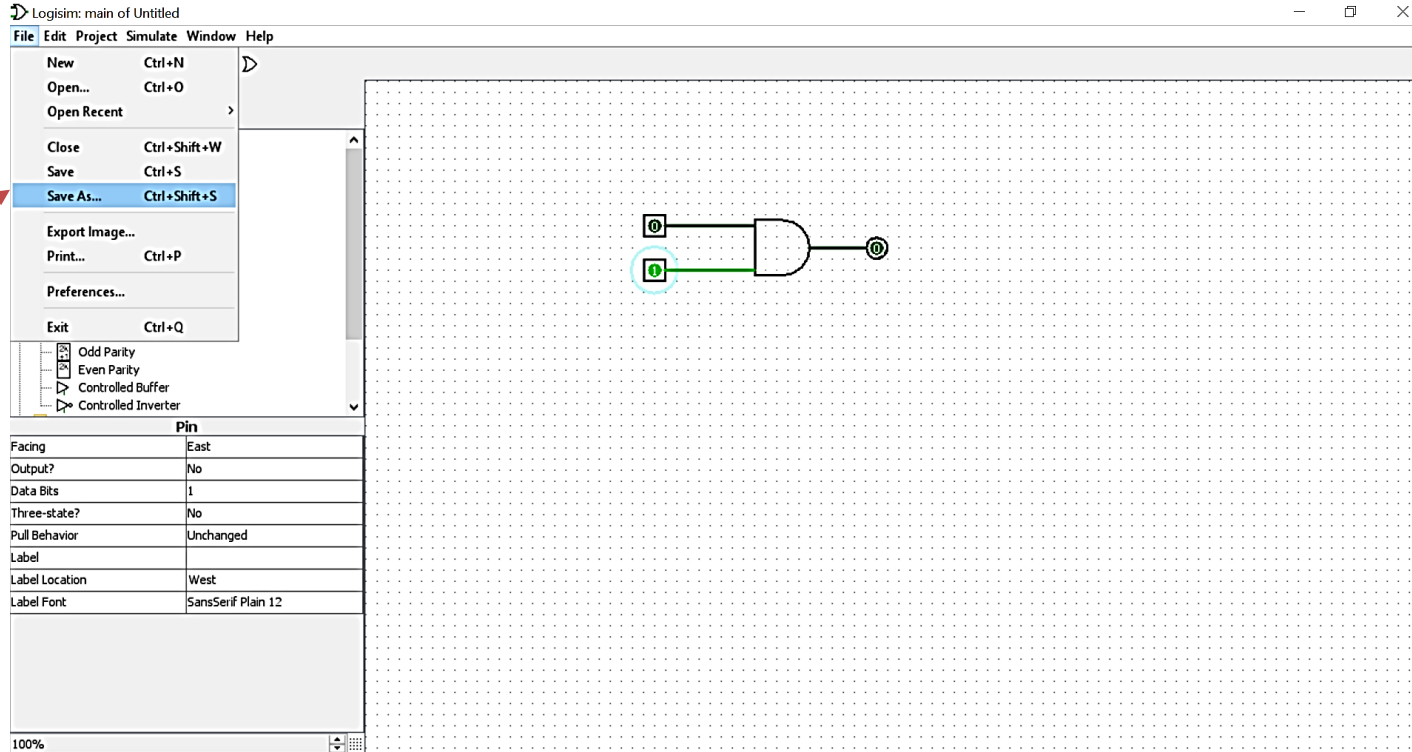 Logisim: main of Untitled
File Edit Project Simulate Window Help
New Ctrl+N
Open... Ctrl+O
Open Recent
Close Ctrl+Shift+W
Save Ctrl+S
Save As... Ctrl+Shift+S
Export Image...
Print... Ctrl+P
Preferences...
Exit Ctrl+Q
0
1
0
Odd Parity
Even Parity
Controlled Buffer
Controlled Inverter
Pin
Facing East
Output? No
Data Bits 1
Three-state? No
Pull Behavior Unchanged
Label
Label Location West
Label Font SansSerif Plain 12
100%